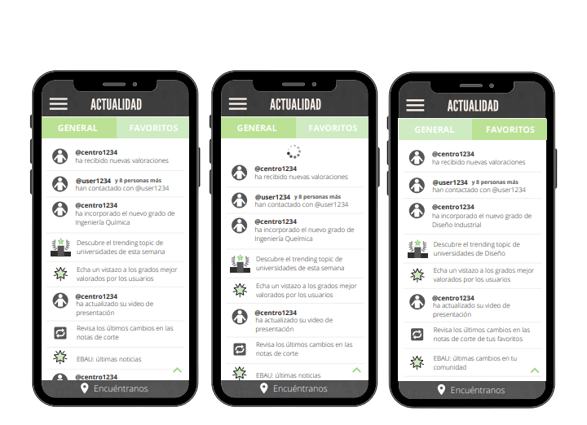 ACTUALIDAD
GENERAL FAVORITOS
@centro1234
ha recibido nuevas valoraciones
@user1234 y 8 personas más
han contactado con @user1234
@centro1234
ha incorporado el nuevo grado de
Ingeniería Química
Descubre el trending topic de
universidades de esta semana
Echa un vistazo a los grados mejor
valorados por los usuarios
@centro1234
ha actualizado su video de
presentación
Revisa los últimos cambios en las
notas de corte
EBAU: últimas noticias
@centro1234
Encuéntranos
ACTUALIDAD
GENERAL FAVORITOS
@centro1234
ha recibido nuevas valoraciones
@user1234 y 8 personas más
han contactado con @user1234
@centro1234
ha incorporado el nuevo grado de
Ingeniería Química
Descubre el trending topic de
universidades de esta semana
Echa un vistazo a los grados mejor
valorados por los usuarios
@centro1234
ha actualizado su video de
presentación
Revisa los últimos cambios en las
notas de corte
EBAU: últimas noticias
Encuéntranos
ACTUALIDAD
GENERAL FAVORITOS
@centro1234
ha recibido nuevas valoraciones
@user1234 y 8 personas más
han contactado con @user1234
@centro1234
ha incorporado el nuevo grado de
Diseño Industrial
Descubre el trending topic de
universidades de Diseño
Echa un vistazo a los grados mejor
valorados por los usuarios
@centro1234
ha actualizado su video de
presentación
Revisa los últimos cambios en las
notas de corte de tus favoritos
EBAU: últimas cambios en tu
comunidad
Encuéntranos